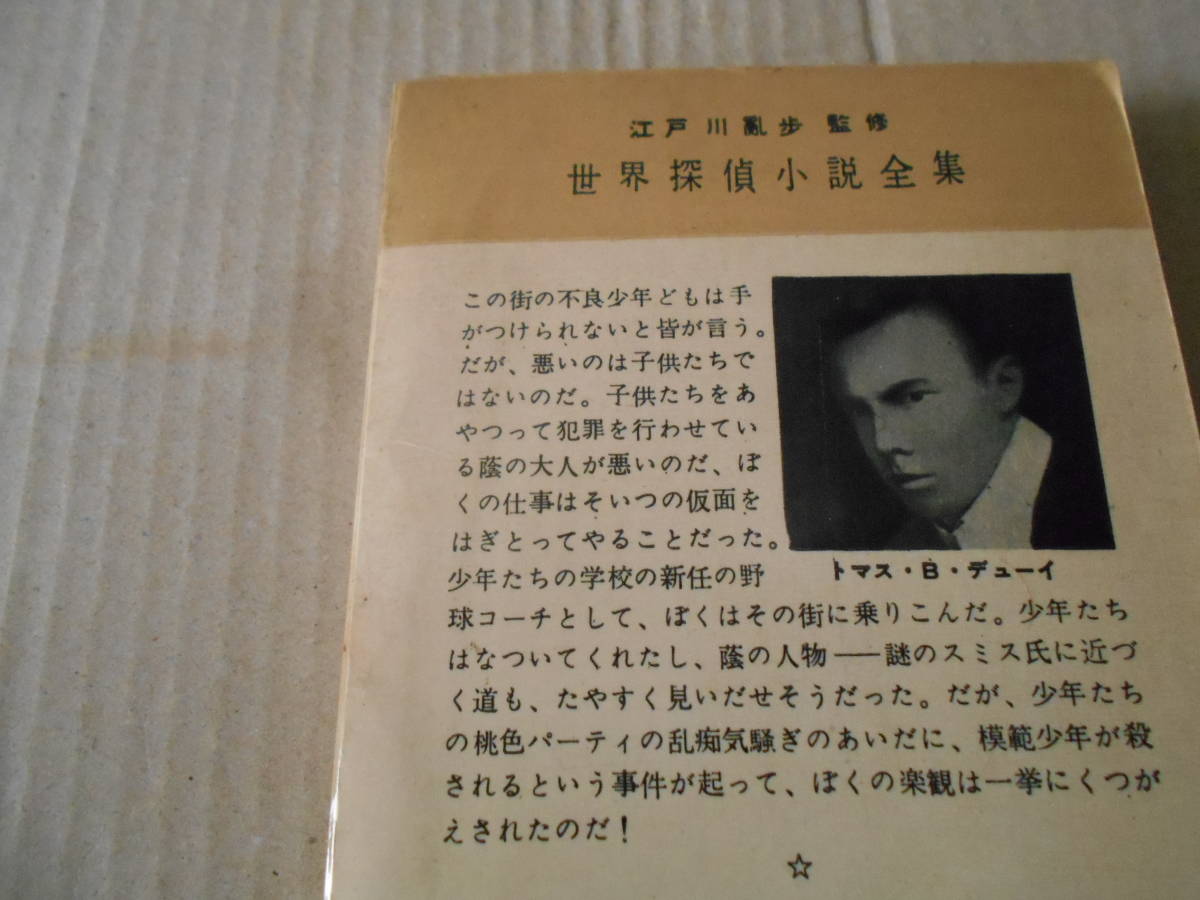 江戸川亂歩 監修
世界探偵小説全集
この街の不良少年どもは手
がつけられないと皆が言う。
だが、悪いのは子供たちで
はないのだ。子供たちをあ
やつって犯罪を行わせてい
る蔭の大人が悪いのだ、ぼ
くの仕事はそいつの仮面を
はぎとってやることだった。
少年たちの学校の新任の野
トマス・B・デューイ
球コーチとして、ぼくはその街に乗りこんだ。少年たち
はなついてくれたし、蔭の人物――謎のスミス氏に近づ
く道も、たやすく見いだせそうだった。だが、少年たち
の桃色パーティの乱痴気騒ぎのあいだに、模範少年が殺
されるという事件が起って、ぼくの楽観は一挙にくつが
えされたのだ!
☆